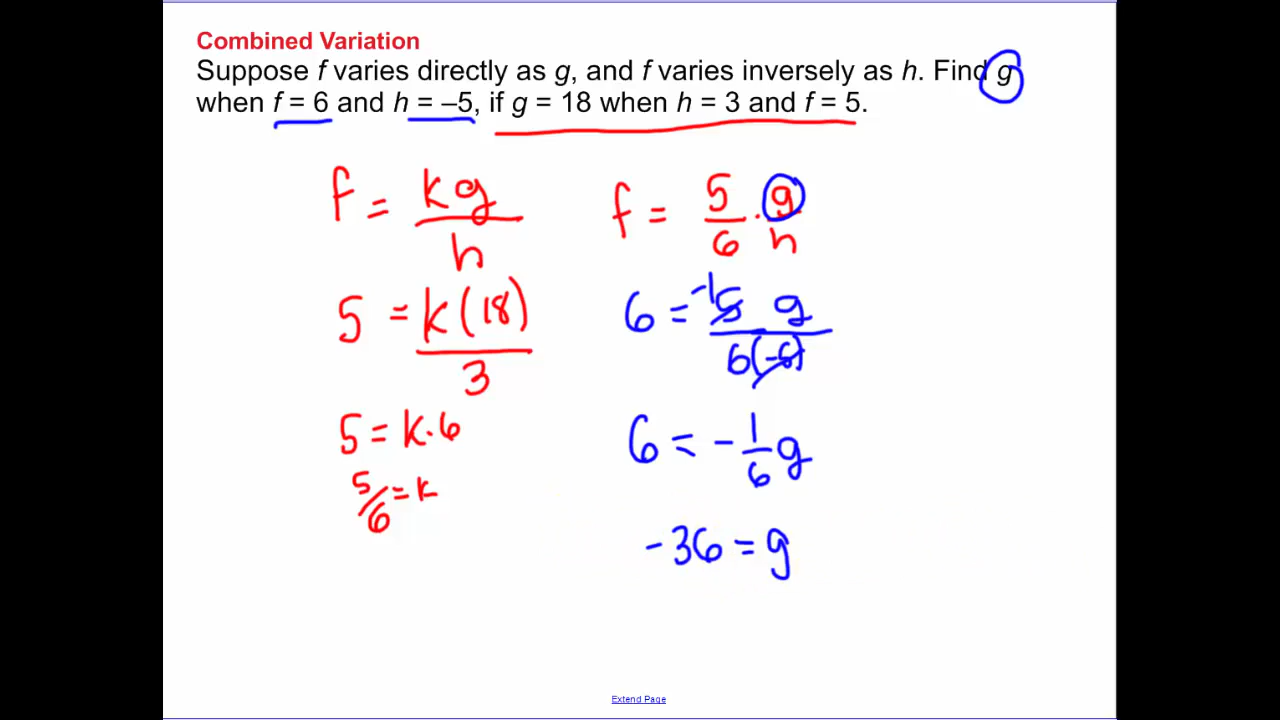 Combined Variation
Suppose f varies directly as g, and f varies inversely as h. Find g
when f = 6 and h = –5, if g = 18 when h = 3 and f = 5.
f = kg/h
5 = k(18)/3
5 = k·6
5/6 = k
f = 5/6 · g/h
6 = -1 5 g/6(-5)
6 = - 1/6 g
-36 = g
Extend Page